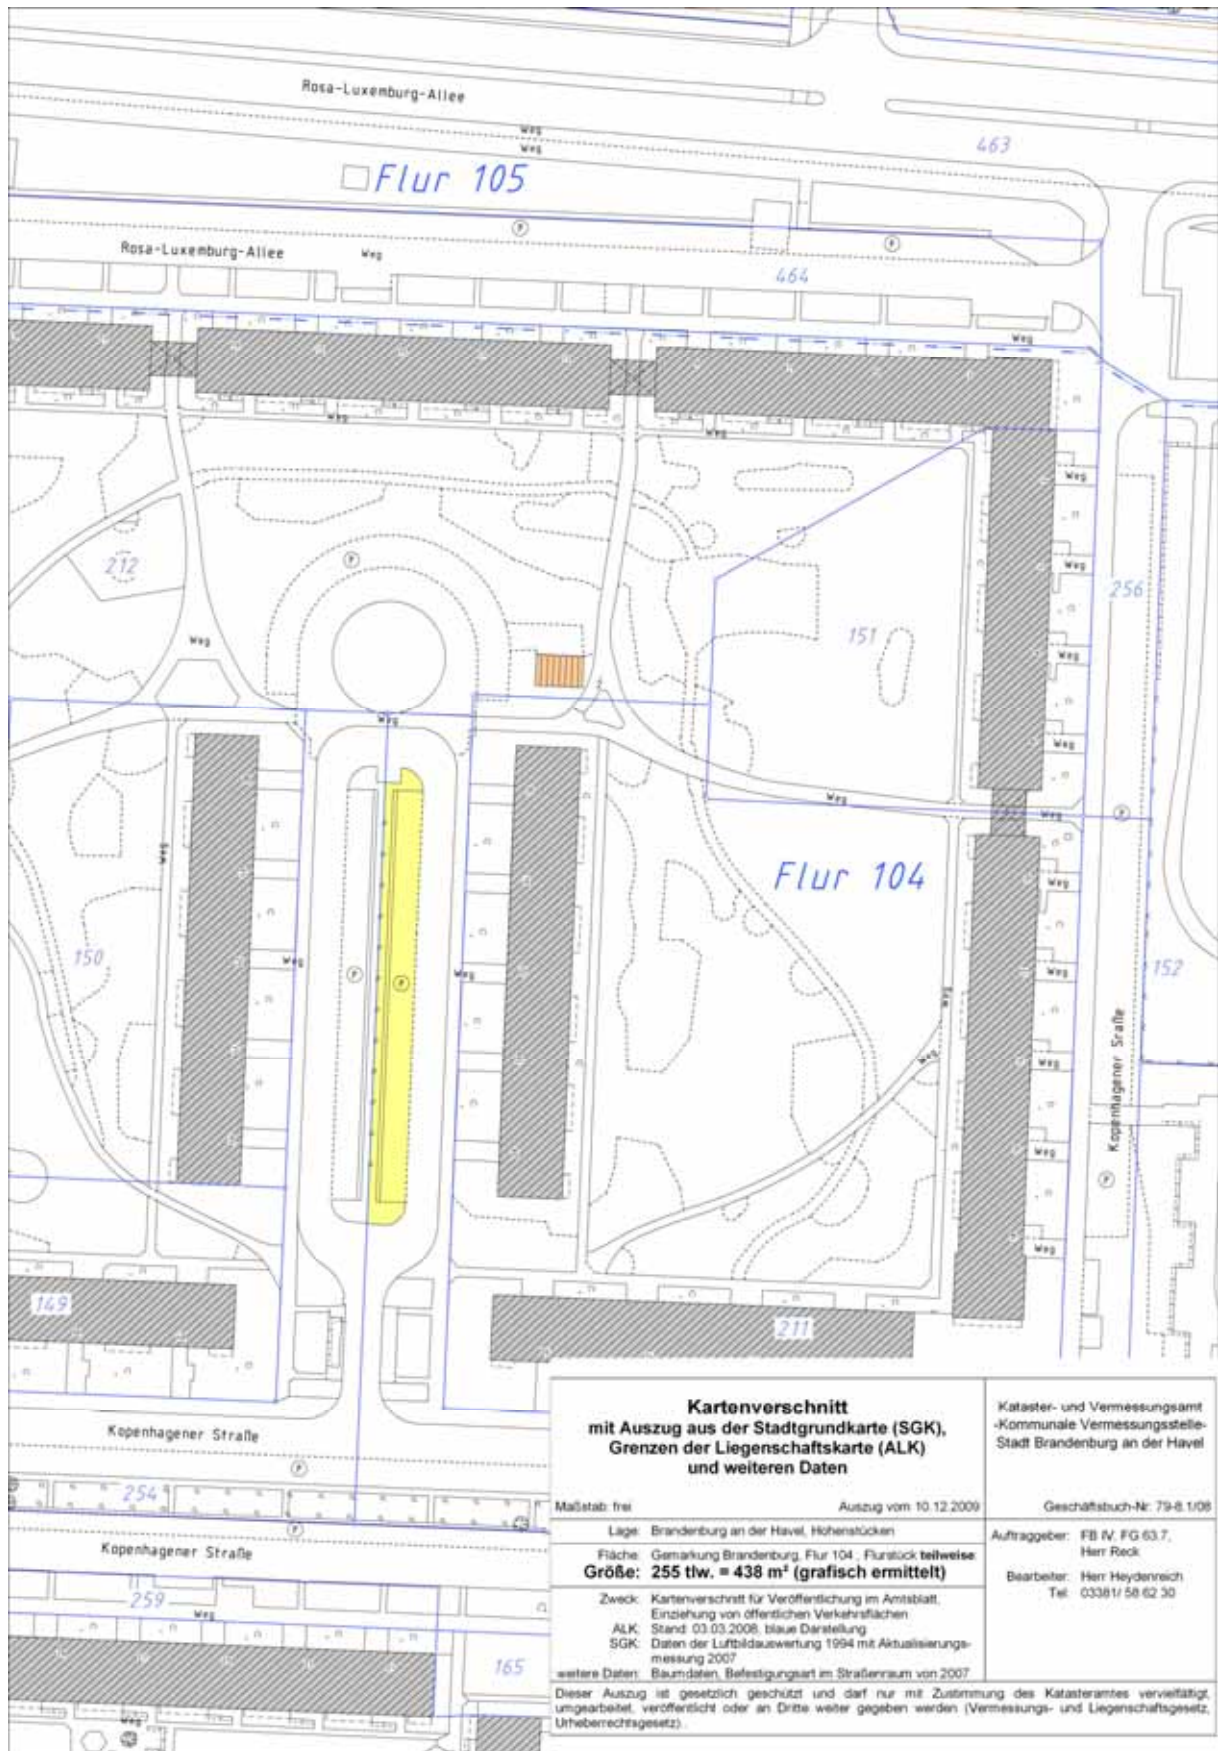 Rosa-Luxemburg-Allee
Weg
Weg
463
Flur 105
P
P
Rosa-Luxemburg-Allee
Weg
464
Weg
Weg
Weg
Weg
P
Weg
212
256
151
Weg
Weg
Weg
Weg
Weg
Weg
P
Weg
Flur 104
Weg
150
Weg
P
P
Weg
Weg
152
Weg
Weg
Weg
Kopenhagener Sraße
Weg
P
Weg
149
211
Kopenhagener Straße
P
254
P
Kopenhagener Straße
259
Weg
165
Weg
Kartenverschnitt
mit Auszug aus der Stadtgrundkarte (SGK),
Grenzen der Liegenschaftskarte (ALK)
und weiteren Daten
Maßstab: frei Auszug vom 10.12.2009
Kataster- und Vermessungsamt
-Kommunale Vermessungsstelle-
Stadt Brandenburg an der Havel
Geschäftsbuch-Nr: 79-8.1/08
Lage: Brandenburg an der Havel, Hohenstücken
Fläche: Gemarkung Brandenburg, Flur 104 , Flurstück teilweise:
Größe: 255 tlw. = 438 m² (grafisch ermittelt)
Zweck: Kartenverschnitt für Veröffentlichung im Amtsblatt,
Einziehung von öffentlichen Verkehrsflächen
ALK: Stand: 03.03.2008, blaue Darstellung
SGK: Daten der Luftbildauswertung 1994 mit Aktualisierungs-
messung 2007
weitere Daten: Baumdaten, Befestigungsart im Straßenraum von 2007
Auftraggeber: FB IV, FG 63.7,
Herr Reck
Bearbeiter: Herr Heydenreich
Tel: 03381/ 58 62 30
Dieser Auszug ist gesetzlich geschützt und darf nur mit Zustimmung des Katasteramtes vervielfältigt,
umgearbeitet, veröffentlicht oder an Dritte weiter gegeben werden (Vermessungs- und Liegenschaftsgesetz,
Urheberrechtsgesetz).